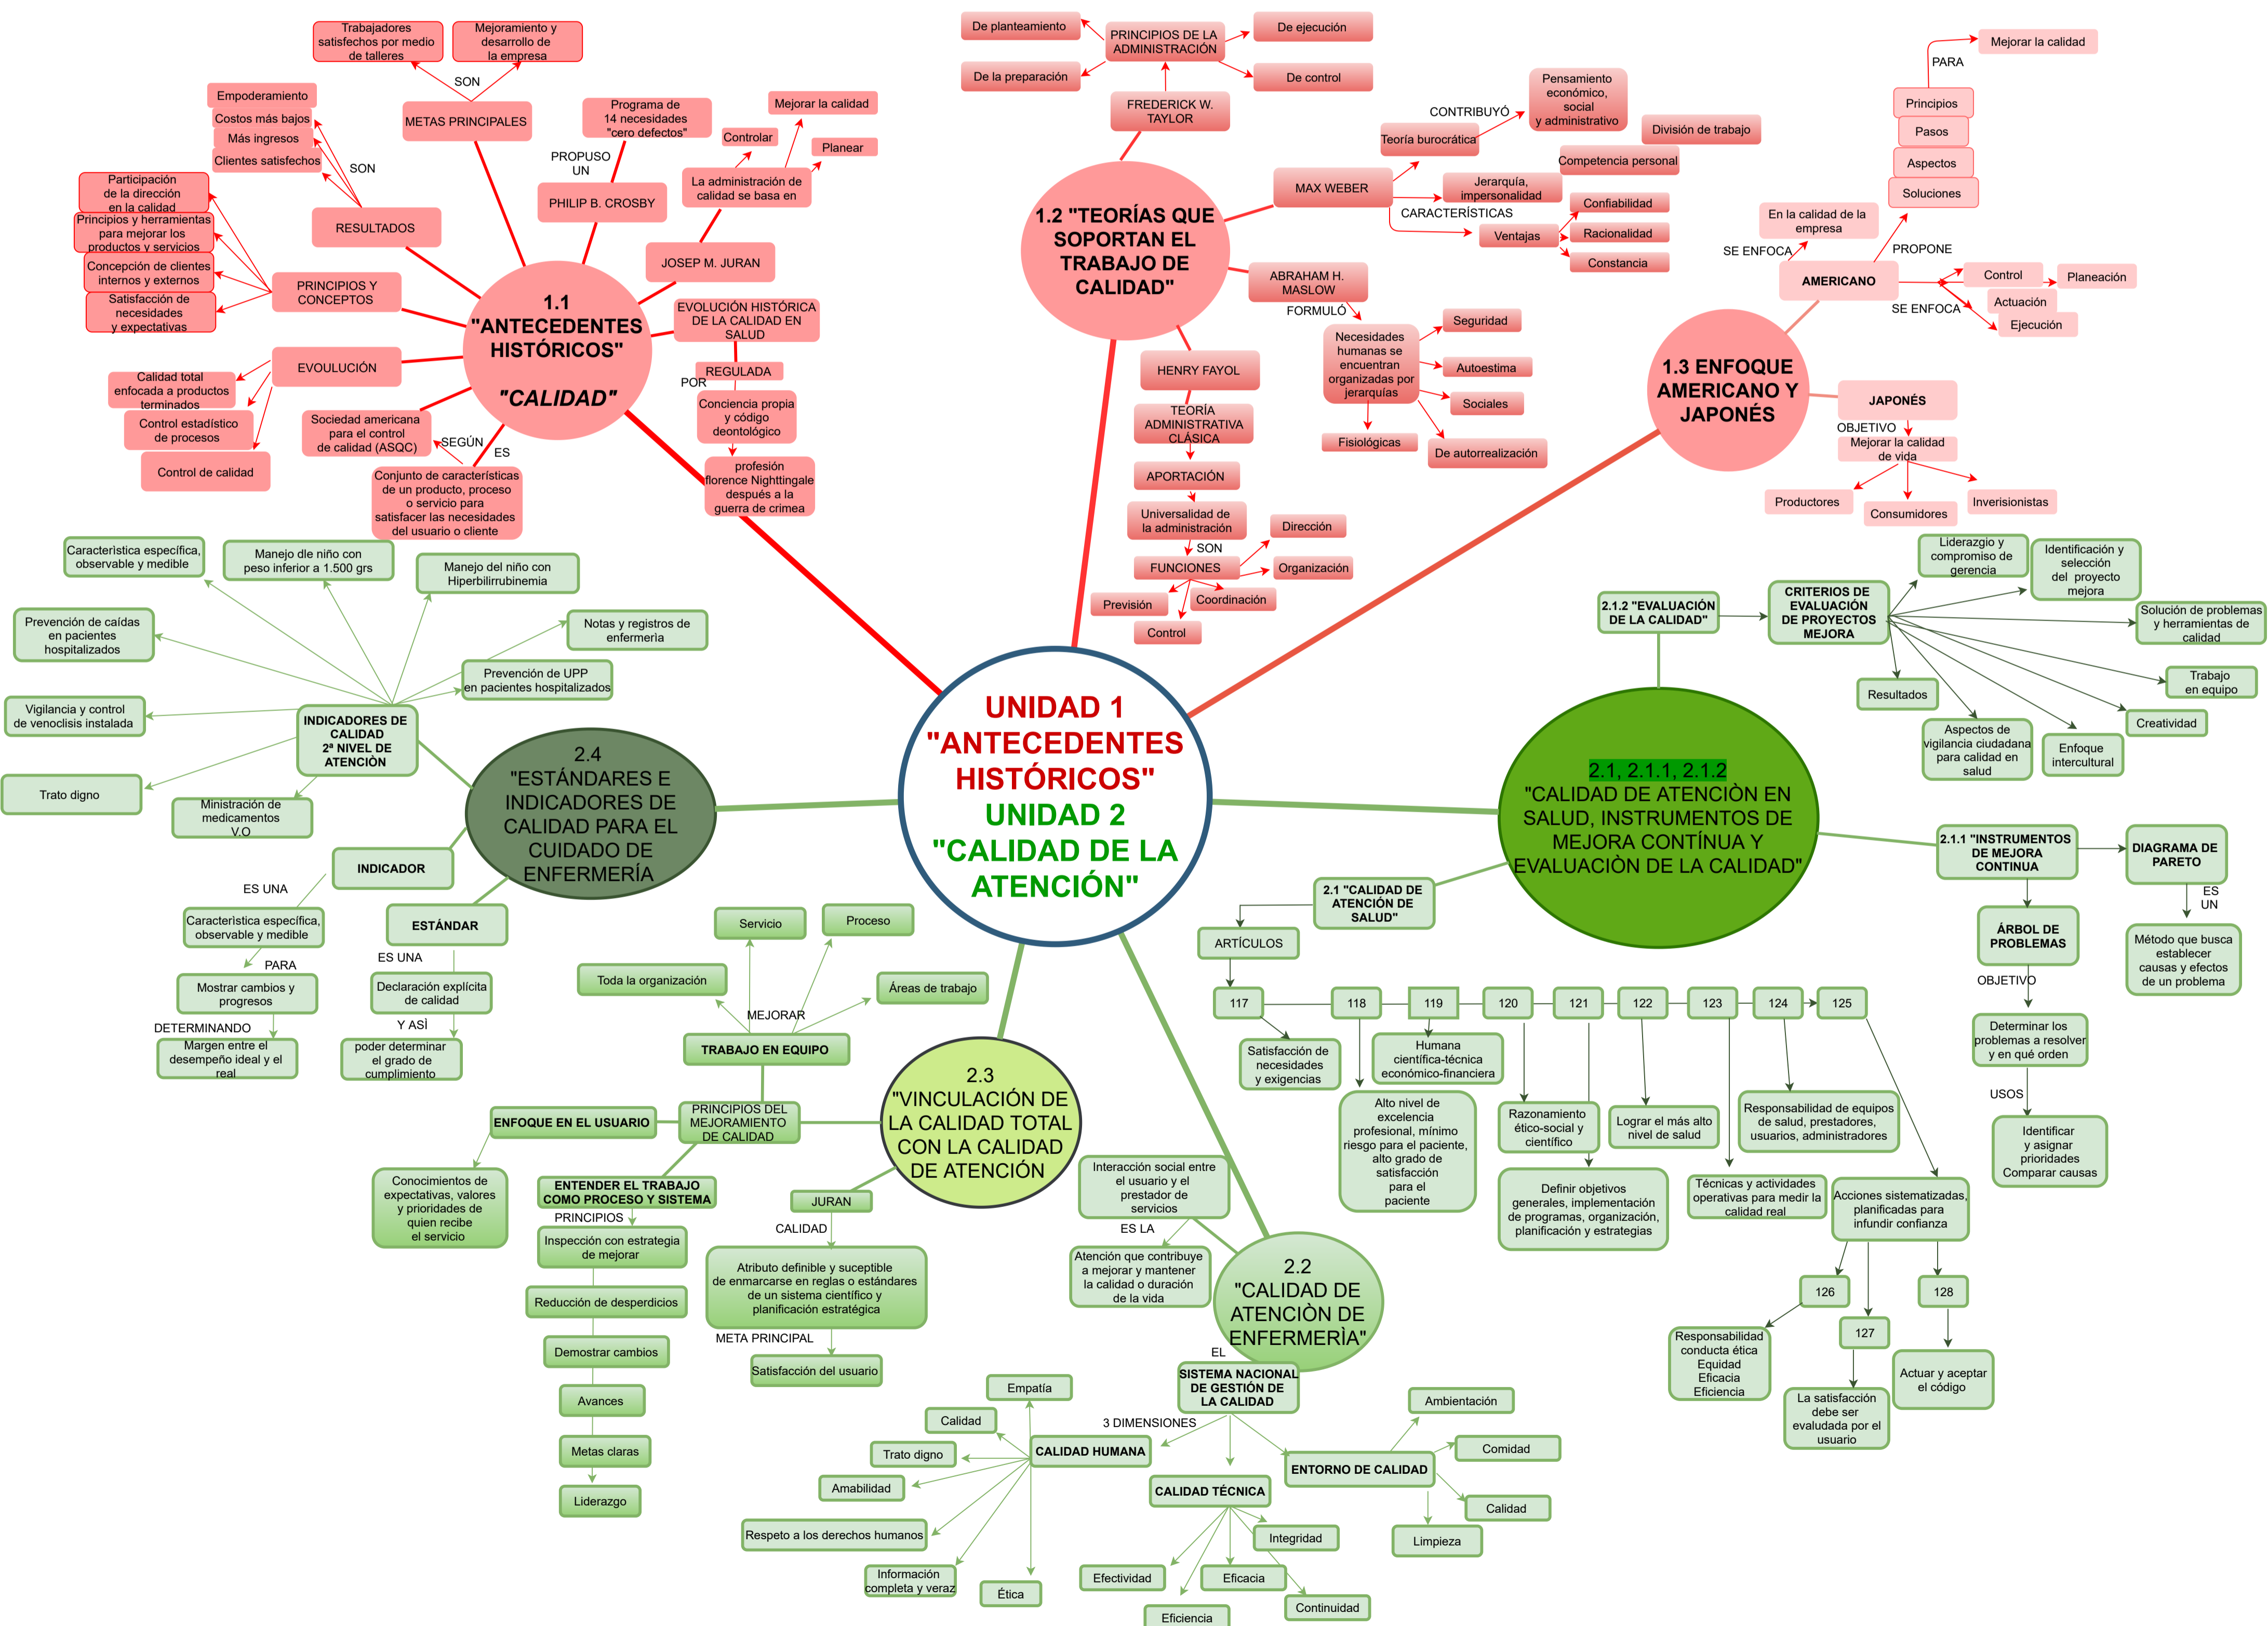 Trabajadores
satisfechos por medio
de talleres
Mejoramiento y
desarrollo de
la empresa
SON
METAS PRINCIPALES
Empoderamiento
Costos más bajos
Más ingresos
Clientes satisfechos
SON
RESULTADOS
Programa de
14 necesidades
"cero defectos"
PROPUSO
UN
PHILIP B. CROSBY
Mejorar la calidad
Controlar
Planear
La administración de
calidad se basa en
JOSEP M. JURAN
Participación
de la dirección
en la calidad
Principios y herramientas
para mejorar los
productos y servicios
Concepción de clientes
internos y externos
Satisfacción de
necesidades
y expectativas
PRINCIPIOS Y
CONCEPTOS
1.1
"ANTECEDENTES
HISTÓRICOS"
"CALIDAD"
EVOLUCIÓN HISTÓRICA
DE LA CALIDAD EN
SALUD
REGULADA
POR
Conciencia propia
y código
deontológico
profesión
florence Nighttingale
después a la
guerra de crimea
EVOULUCIÓN
Calidad total
enfocada a productos
terminados
Control estadístico
de procesos
Control de calidad
Sociedad americana
para el control
de calidad (ASQC)
SEGÚN
ES
Conjunto de características
de un producto, proceso
o servicio para
satisfacer las necesidades
del usuario o cliente
De planteamiento
PRINCIPIOS DE LA
ADMINISTRACIÓN
De ejecución
De la preparación
De control
FREDERICK W.
TAYLOR
1.2 "TEORÍAS QUE
SOPORTAN EL
TRABAJO DE
CALIDAD"
MAX WEBER
Teoría burocrática
CONTRIBUYÓ
Pensamiento
económico,
social
y administrativo
División de trabajo
Competencia personal
Jerarquía,
impersonalidad
CARACTERÍSTICAS
Ventajas
Confiabilidad
Racionalidad
Constancia
ABRAHAM H.
MASLOW
FORMULÓ
Necesidades
humanas se
encuentran
organizadas por
jerarquías
Seguridad
Autoestima
Sociales
Fisiológicas
De autorrealización
HENRY FAYOL
TEORÍA
ADMINISTRATIVA
CLÁSICA
APORTACIÓN
Universalidad de
la administración
SON
FUNCIONES
Dirección
Organización
Previsión
Coordinación
Control
Mejorar la calidad
PARA
Principios
Pasos
Aspectos
Soluciones
En la calidad de la
empresa
SE ENFOCA
PROPONE
AMERICANO
Control
Planeación
SE ENFOCA
Actuación
Ejecución
1.3 ENFOQUE
AMERICANO Y
JAPONÉS
JAPONÉS
OBJETIVO
Mejorar la calidad
de vida
Productores
Consumidores
Inverisionistas
UNIDAD 1
"ANTECEDENTES
HISTÓRICOS"
UNIDAD 2
"CALIDAD DE LA
ATENCIÓN"
Caracterìstica específica,
observable y medible
Manejo dle niño con
peso inferior a 1.500 grs
Manejo del niño con
Hiperbilirrubinemia
Prevención de caídas
en pacientes
hospitalizados
Notas y registros de
enfermerìa
Prevención de UPP
en pacientes hospitalizados
Vigilancia y control
de venoclisis instalada
INDICADORES DE
CALIDAD
2ª NIVEL DE
ATENCIÒN
Trato digno
Ministración de
medicamentos
V.O
2.4
"ESTÁNDARES E
INDICADORES DE
CALIDAD PARA EL
CUIDADO DE
ENFERMERÍA
INDICADOR
ES UNA
Caracterìstica específica,
observable y medible
PARA
Mostrar cambios y
progresos
DETERMINANDO
Margen entre el
desempeño ideal y el
real
ESTÁNDAR
ES UNA
Declaración explícita
de calidad
Y ASÌ
poder determinar
el grado de
cumplimiento
Servicio
Proceso
Toda la organización
Áreas de trabajo
MEJORAR
TRABAJO EN EQUIPO
2.3
"VINCULACIÓN DE
LA CALIDAD TOTAL
CON LA CALIDAD
DE ATENCIÓN
ENFOQUE EN EL USUARIO
PRINCIPIOS DEL
MEJORAMIENTO
DE CALIDAD
Conocimientos de
expectativas, valores
y prioridades de
quien recibe
el servicio
ENTENDER EL TRABAJO
COMO PROCESO Y SISTEMA
PRINCIPIOS
Inspección con estrategia
de mejorar
Reducción de desperdicios
Demostrar cambios
Avances
Metas claras
Liderazgo
JURAN
CALIDAD
Atributo definible y suceptible
de enmarcarse en reglas o estándares
de un sistema científico y
planificación estratégica
META PRINCIPAL
Satisfacción del usuario
Interacción social entre
el usuario y el
prestador de
servicios
ES LA
Atención que contribuye
a mejorar y mantener
la calidad o duración
de la vida
2.2
"CALIDAD DE
ATENCIÒN DE
ENFERMERÌA"
EL
SISTEMA NACIONAL
DE GESTIÓN DE
LA CALIDAD
3 DIMENSIONES
CALIDAD HUMANA
Empatía
Calidad
Trato digno
Amabilidad
Respeto a los derechos humanos
Información
completa y veraz
Ética
CALIDAD TÉCNICA
Integridad
Efectividad
Eficacia
Eficiencia
Continuidad
ENTORNO DE CALIDAD
Ambientación
Comidad
Calidad
Limpieza
2.1.2 "EVALUACIÓN
DE LA CALIDAD"
CRITERIOS DE
EVALUACIÓN
DE PROYECTOS
MEJORA
Liderazgio y
compromiso de
gerencia
Identificación y
selección
del proyecto
mejora
Solución de problemas
y herramientas de
calidad
Trabajo
en equipo
Creatividad
Resultados
Aspectos de
vigilancia ciudadana
para calidad en
salud
Enfoque
intercultural
2.1, 2.1.1, 2.1.2
"CALIDAD DE ATENCIÒN EN
SALUD, INSTRUMENTOS DE
MEJORA CONTÍNUA Y
EVALUACIÒN DE LA CALIDAD"
2.1.1 "INSTRUMENTOS
DE MEJORA
CONTINUA
DIAGRAMA DE
PARETO
ES
UN
Método que busca
establecer
causas y efectos
de un problema
ÁRBOL DE
PROBLEMAS
OBJETIVO
Determinar los
problemas a resolver
y en qué orden
USOS
Identificar
y asignar
prioridades
Comparar causas
2.1 "CALIDAD DE
ATENCIÓN DE
SALUD"
ARTÍCULOS
117
118
119
120
121
122
123
124
125
Satisfacción de
necesidades
y exigencias
Alto nivel de
excelencia
profesional, mínimo
riesgo para el paciente,
alto grado de
satisfacción
para el
paciente
Humana
científica-técnica
económico-financiera
Razonamiento
ético-social y
científico
Definir objetivos
generales, implementación
de programas, organización,
planificación y estrategias
Lograr el más alto
nivel de salud
Técnicas y actividades
operativas para medir la
calidad real
Responsabilidad de equipos
de salud, prestadores,
usuarios, administradores
Acciones sistematizadas,
planificadas para
infundir confianza
126
127
128
Responsabilidad
conducta ética
Equidad
Eficacia
Eficiencia
La satisfacción
debe ser
evaludada por el
usuario
Actuar y aceptar
el código